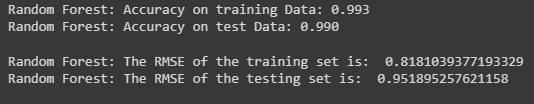 Random Forest: Accuracy on training Data: 0.993
Random Forest: Accuracy on test Data: 0.990
Random Forest: The RMSE of the training set is:  0.8181039377193329
Random Forest: The RMSE of the testing set is:  0.951895257621158